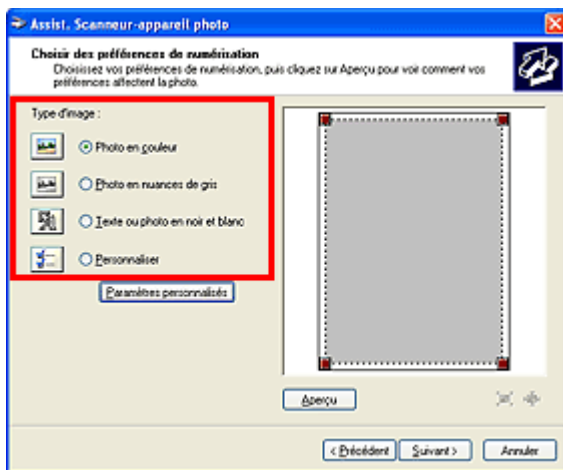 Assist. Scanneur-appareil photo
Choisir des préférences de numérisation
Choisissez vos préférences de numérisation, puis cliquez sur Aperçu pour voir comment vos
préférences affectent la photo.
Type d'image :
Photo en couleur
Photo en nuances de gris
Texte ou photo en noir et blanc
Personnaliser
Paramètres personnalisés
Aperçu
< Précédent
Suivant >
Annuler